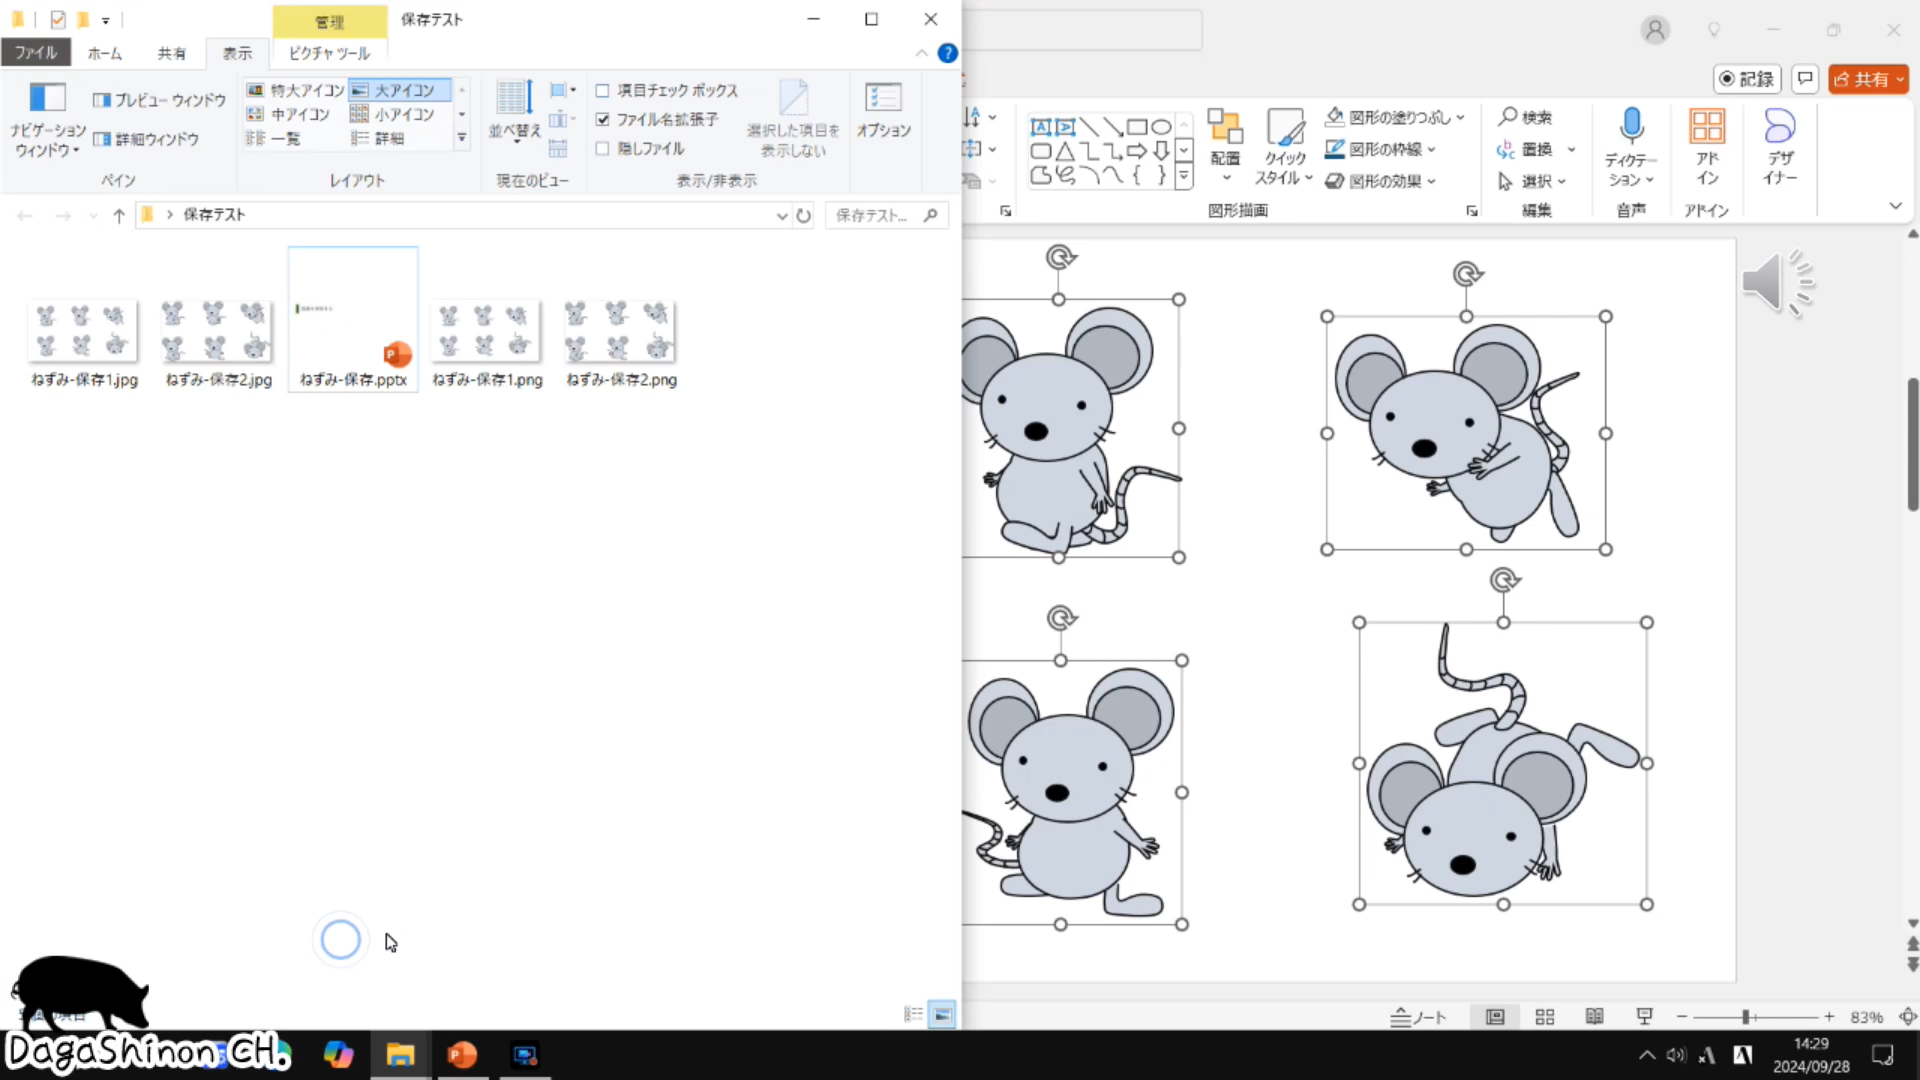 管理
保存テスト
ファイル
ホーム
共有
表示
ピクチャ ツール
記録
共有
ナビゲーション
ウィンドウ
プレビュー ウィンドウ
詳細ウィンドウ
ペイン
特大アイコン
大アイコン
中アイコン
小アイコン
一覧
詳細
レイアウト
並べ替え
現在のビュー
項目チェック ボックス
ファイル名拡張子
隠しファイル
選択した項目を
表示しない
表示/非表示
オプション
配置
クイック
スタイル
図形の塗りつぶし
図形の枠線
図形の効果
図形描画
検索
置換
選択
編集
ディクテー
ション
音声
アド
イン
アドイン
デザ
イナー
保存テスト
保存テスト...
ねずみ-保存1.jpg
ねずみ-保存2.jpg
ねずみ-保存.pptx
ねずみ-保存1.png
ねずみ-保存2.png
DagaShinon CH.
ノート
83%
14:29
2024/09/28